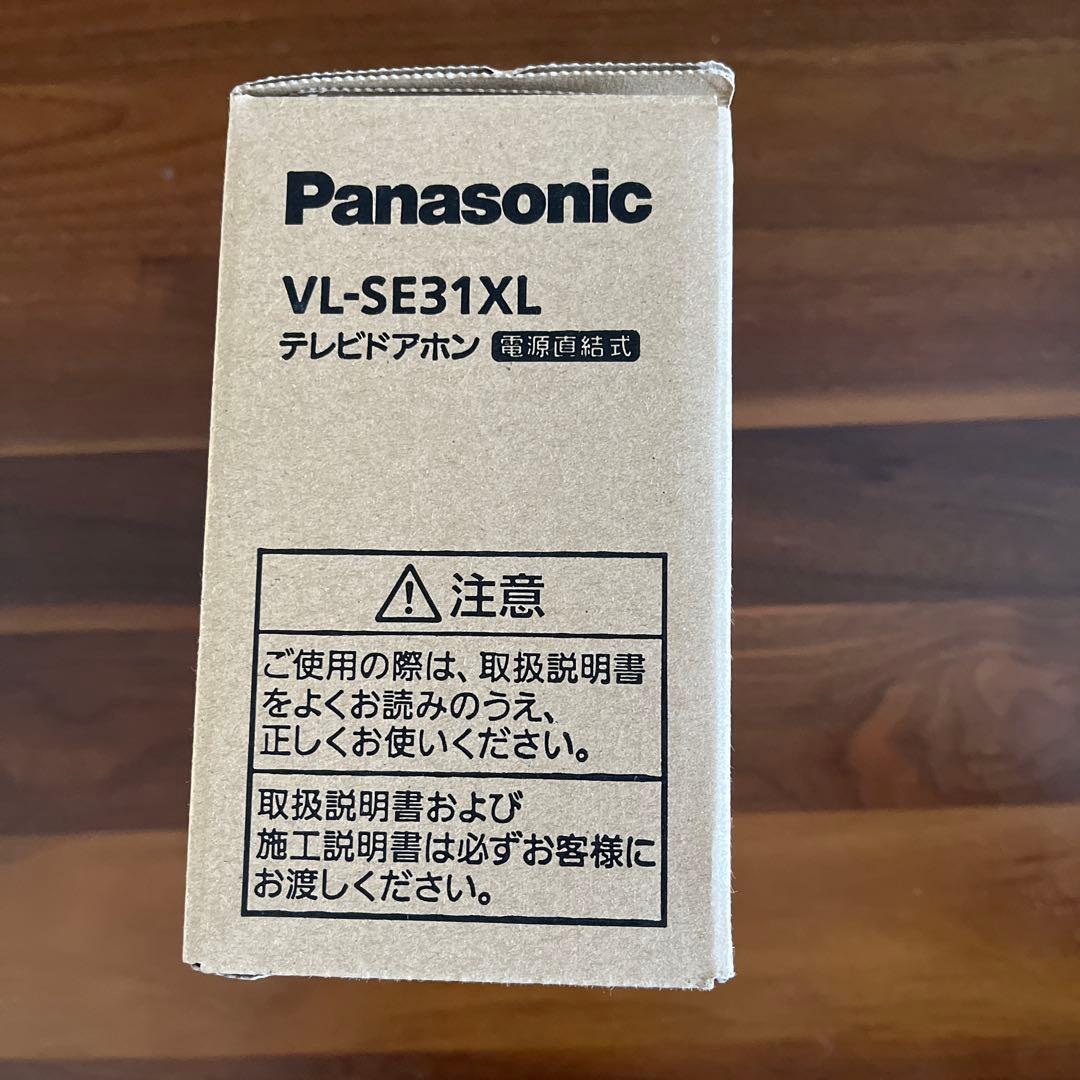 Panasonic
VL-SE31XL
テレビドアホン 電源直結式
注意
ご使用の際は、取扱説明書
をよくお読みのうえ、
正しくお使いください。
取扱説明書および
施工説明書は必ずお客様に
お渡しください。